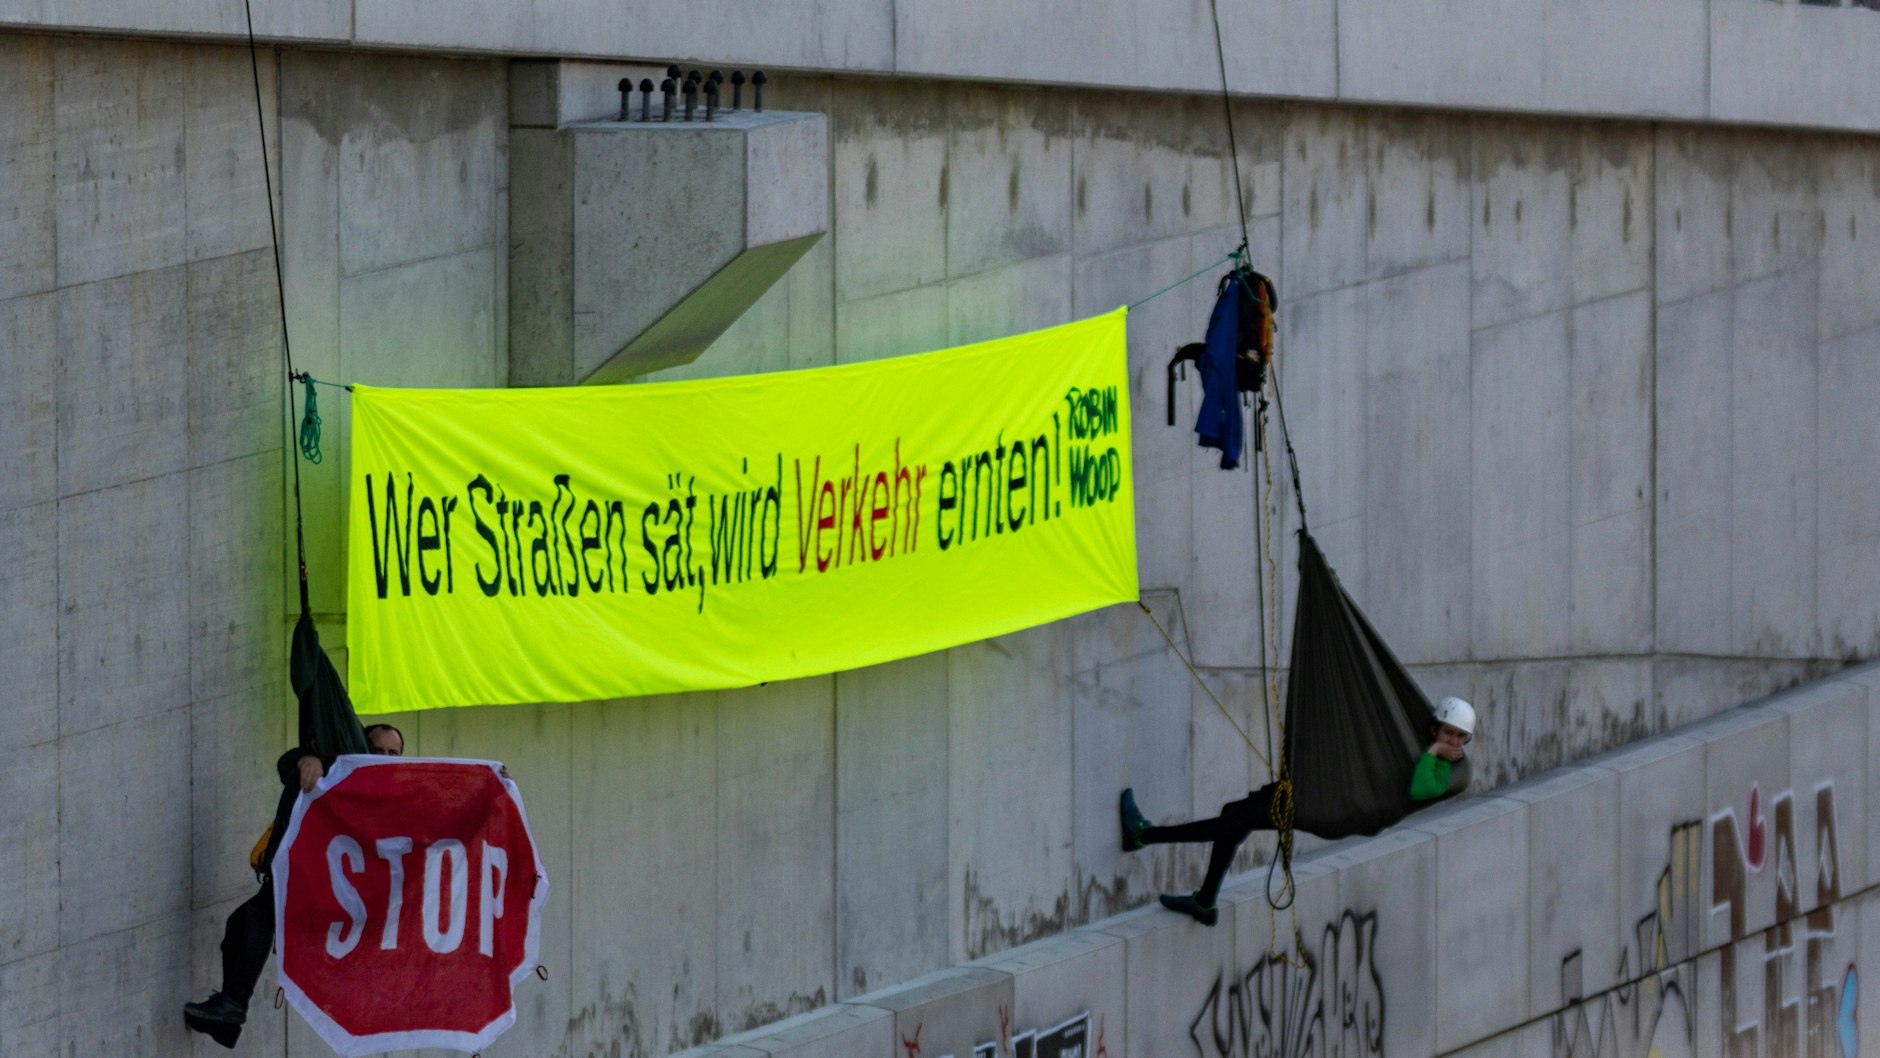 Wer Straßen sät, wird Verkehr ernten!
ROBIN
WOOD
STOP